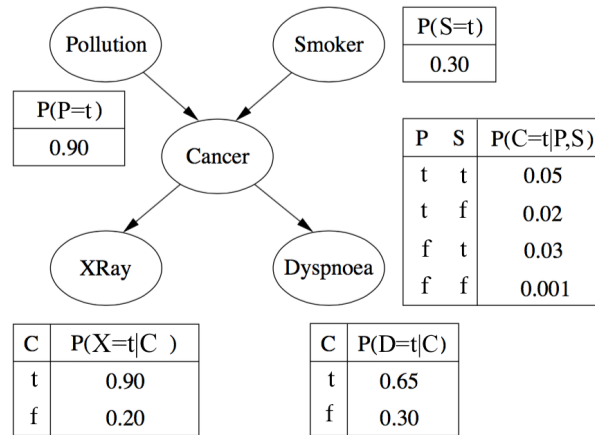 Pollution
Smoker
P(S=t)
0.30
P(P=t)
0.90
Cancer
P S P(C=t|P,S)
t t 0.05
t f 0.02
f t 0.03
f f 0.001
XRay
Dyspnoea
C P(X=t|C )
t 0.90
f 0.20
C P(D=t|C)
t 0.65
f 0.30